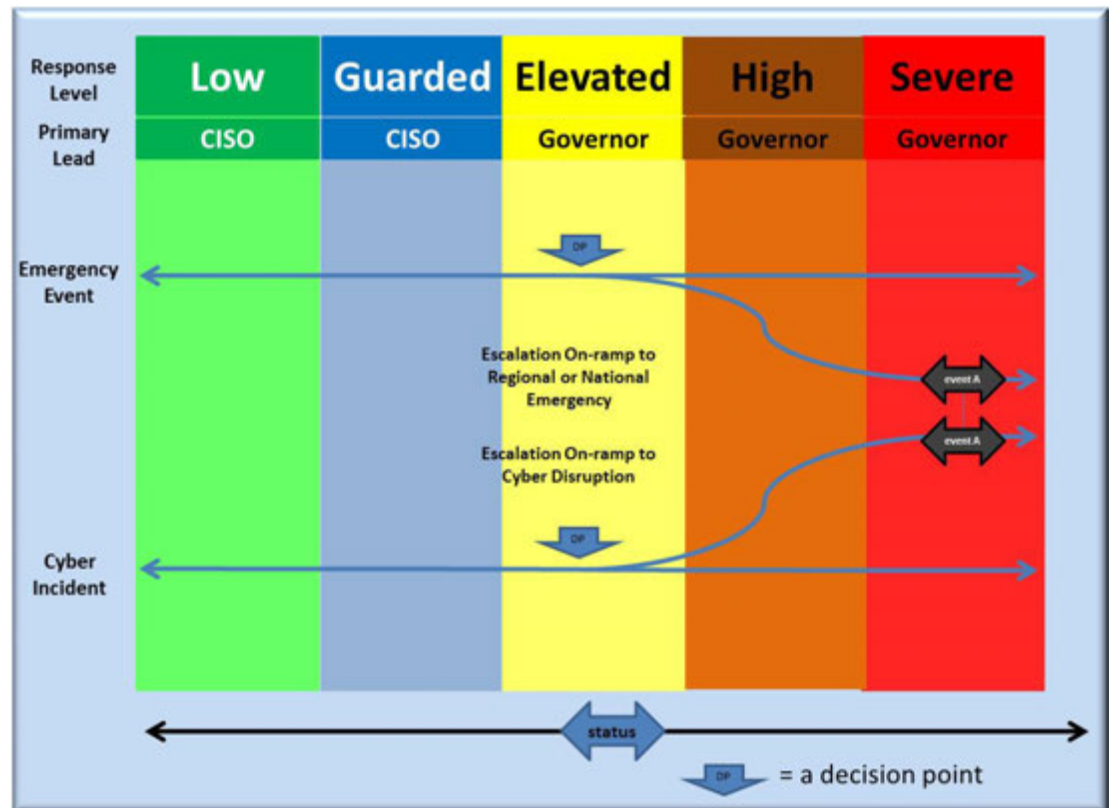 Response
Level
Low
Guarded
Elevated
High
Severe
Primary
Lead
CISO
CISO
Governor
Governor
Governor
DP
Emergency
Event
Escalation On-ramp to
Regional or National
Emergency
event A
event A
Escalation On-ramp to
Cyber Disruption
DP
Cyber
Incident
status
DP = a decision point